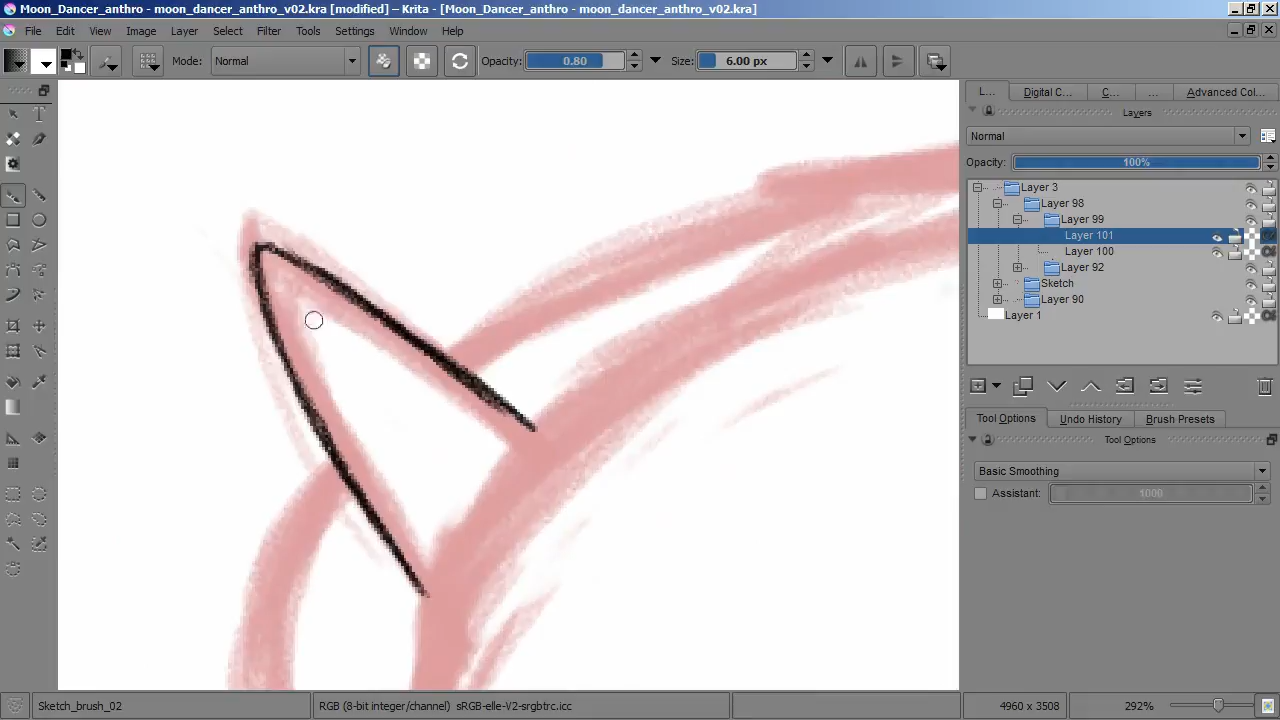 Moon_Dancer_anthro - moon_dancer_anthro_v02.kra [modified] – Krita - [Moon_Dancer_anthro - moon_dancer_anthro_v02.kra]
File Edit View Image Layer Select Filter Tools Settings Window Help
Mode: Normal Opacity: 0.80 Size: 6.00 px
L... Digital C... C... ... Advanced Col...
Layers
Normal
Opacity: 100%
Layer 3
Layer 98
Layer 99
Layer 101
Layer 100
Layer 92
Sketch
Layer 90
Layer 1
Tool Options Undo History Brush Presets
Tool Options
Basic Smoothing
Assistant: 1000
Sketch_brush_02 RGB (8-bit integer/channel) sRGB-elle-V2-srgbtrc.icc 4960 x 3508 292%